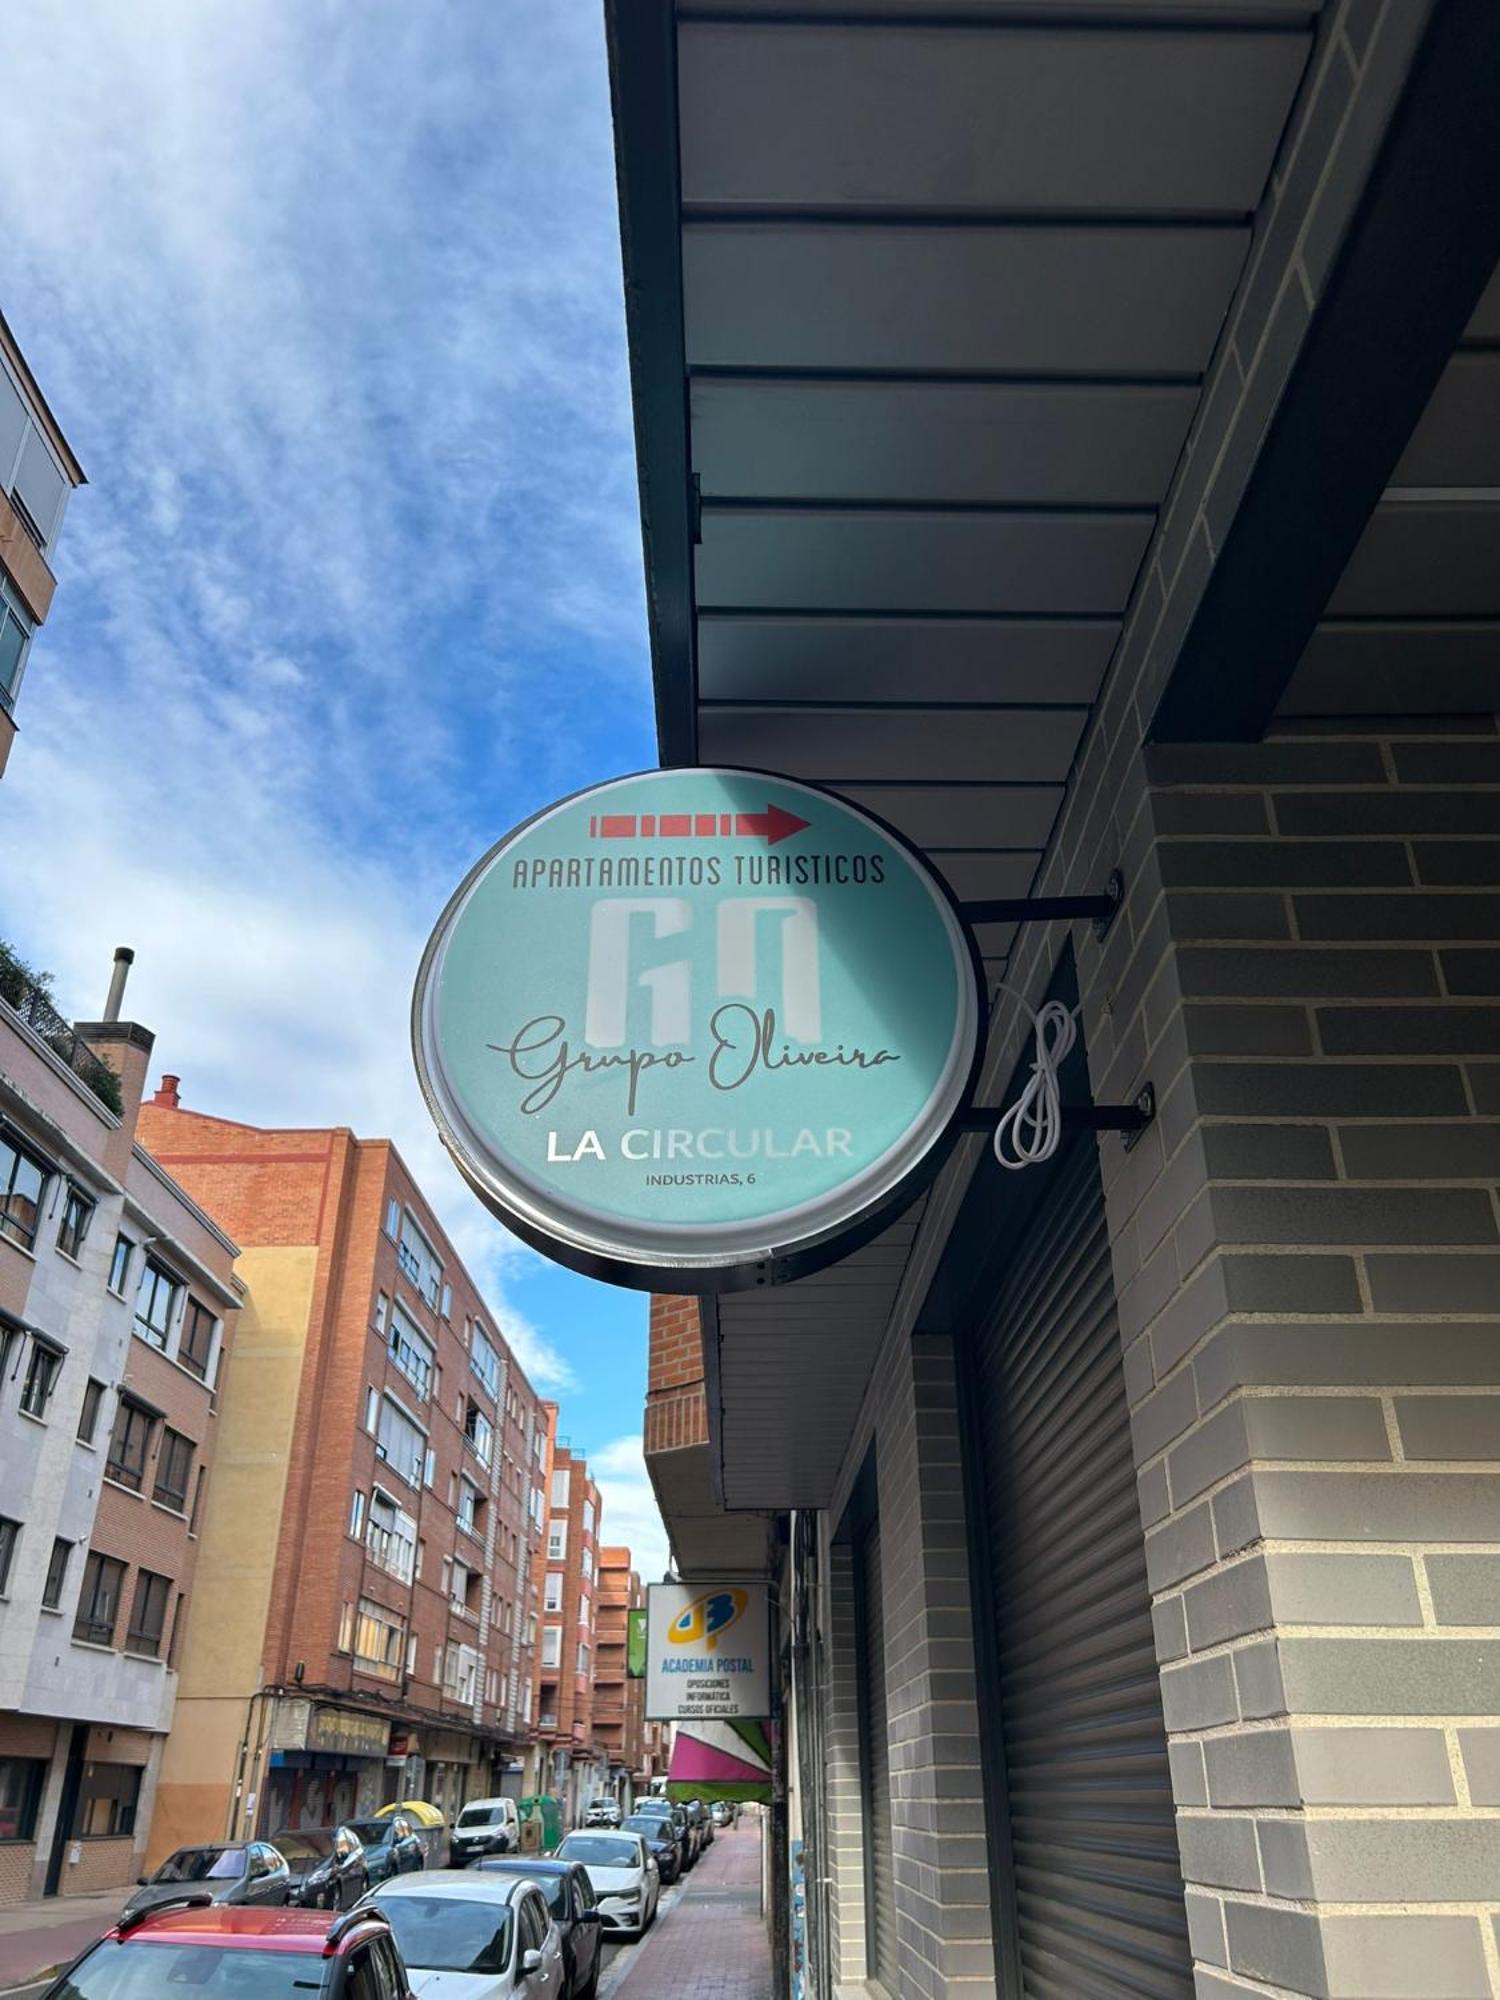 APARTAMENTOS TURISTICOS
GO
Grupo Oliveira
LA CIRCULAR
INDUSTRIAS, 6
ACADEMIA POSTAL
OPOSICIONES
INFORMÁTICA
CURSOS OFICIALES